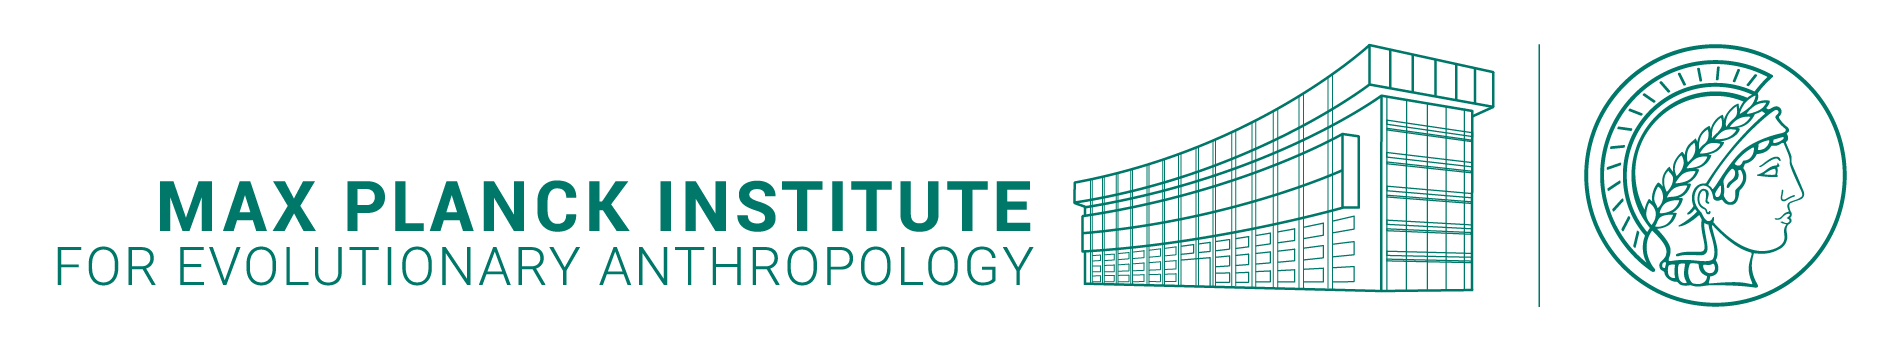 MAX PLANCK INSTITUTE
FOR EVOLUTIONARY ANTHROPOLOGY